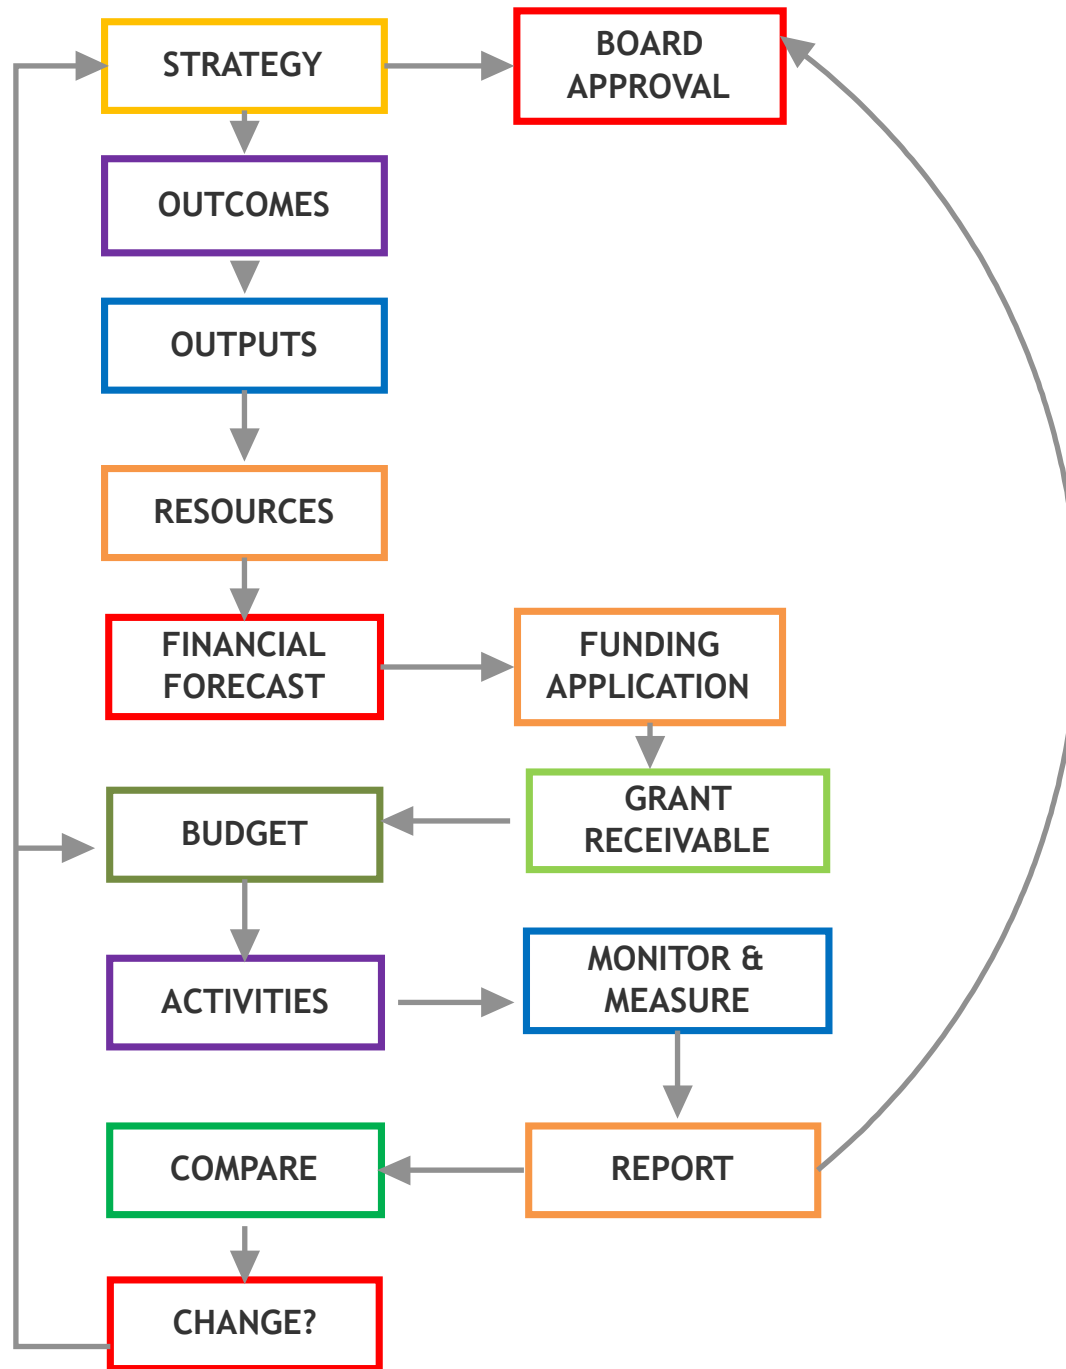 STRATEGY
BOARD
APPROVAL
OUTCOMES
OUTPUTS
RESOURCES
FINANCIAL
FORECAST
FUNDING
APPLICATION
GRANT
RECEIVABLE
BUDGET
MONITOR &
MEASURE
ACTIVITIES
COMPARE
REPORT
CHANGE?